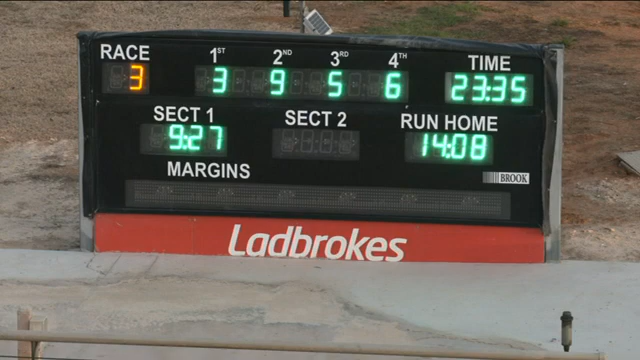 RACE 1ST 2ND 3RD 4TH TIME
3 3 9 5 6 23:35
SECT 1 SECT 2 RUN HOME
9:27 14:08
MARGINS
BROOK
Ladbrokes